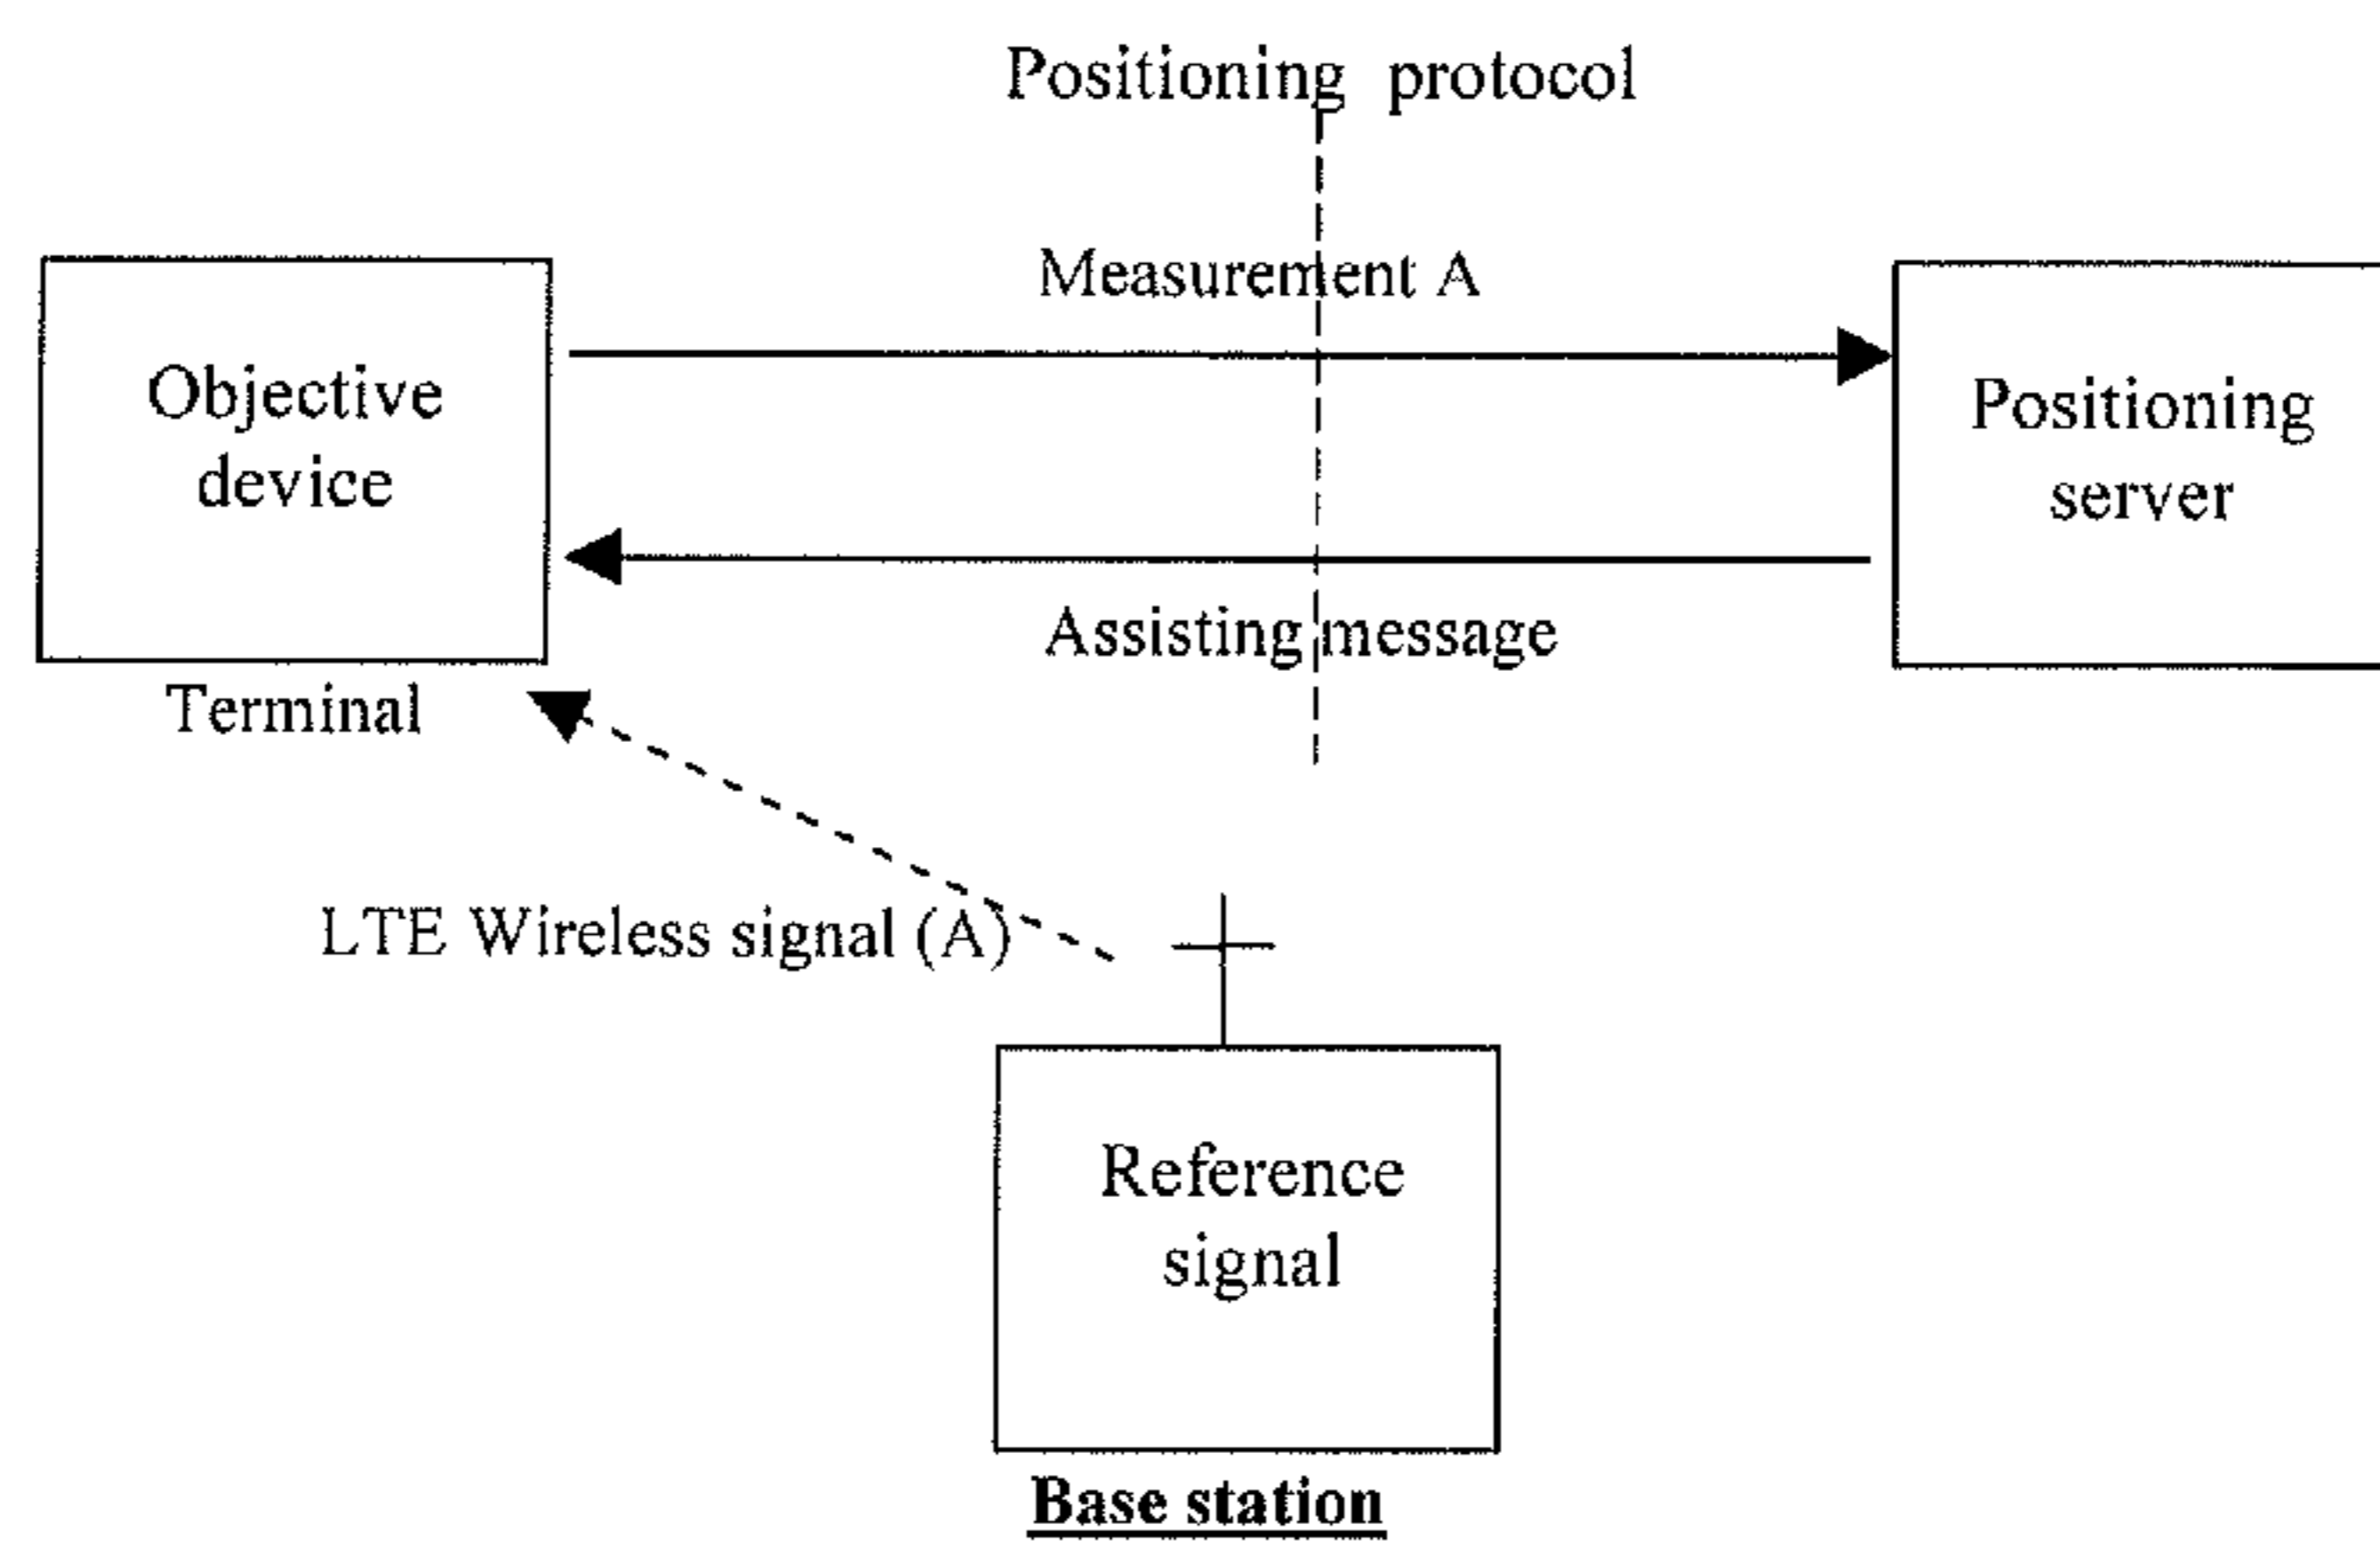 Positioning protocol
Measurement A
Objective
device
Positioning
server
Assisting message
Terminal
LTE Wireless signal (A)
Reference
signal
Base station